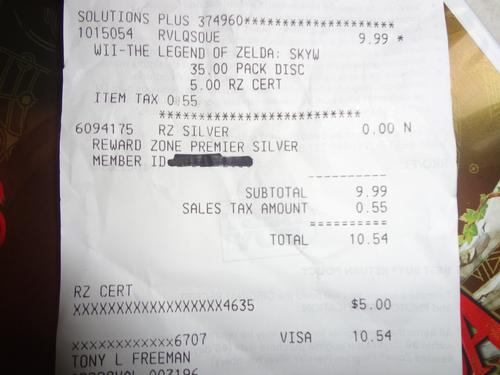 SOLUTIONS PLUS 374960*********************
1015054 RVLQSOUE 9.99 *
WII-THE LEGEND OF ZELDA: SKYW
35.00 PACK DISC
5.00 RZ CERT
ITEM TAX 0.55
**************************
6094175 RZ SILVER 0.00 N
REWARD ZONE PREMIER SILVER
MEMBER ID
----------
SUBTOTAL 9.99
SALES TAX AMOUNT 0.55
==========
TOTAL 10.54
RZ CERT
XXXXXXXXXXXXXXXXXX4635 $5.00
xxxxxxxxxxxx6707 VISA 10.54
TONY L FREEMAN
APPROVAL 003196